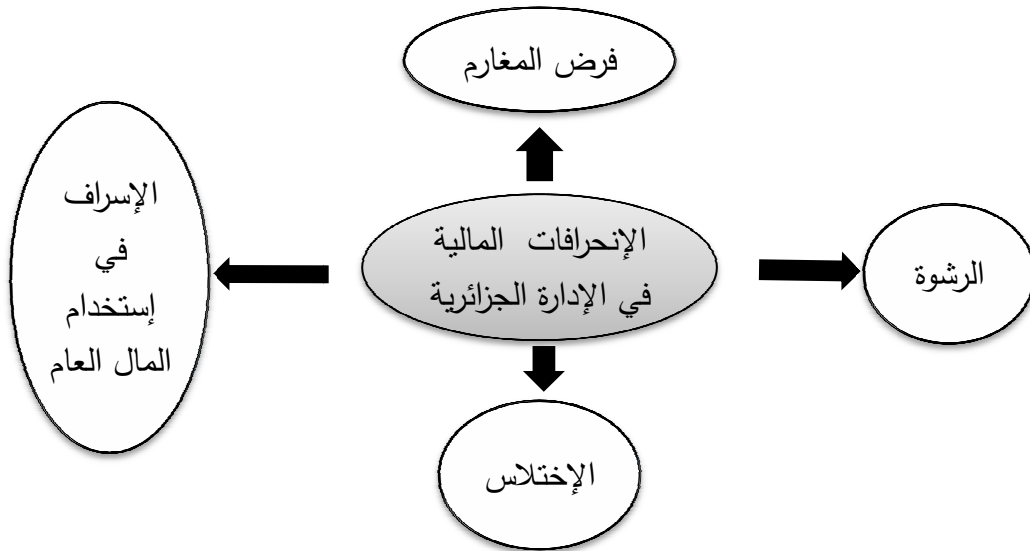 فرض المغارم
الإنحرافات المالية
في الإدارة الجزائرية
الرشوة
الإسراف
في
إستخدام
المال العام
الإختلاس